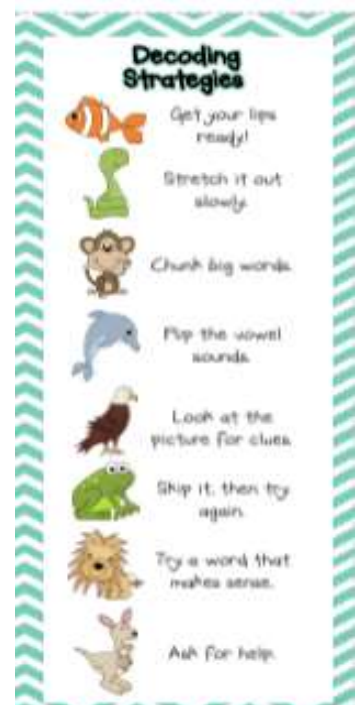 Decoding
Strategies
Get your lips
ready!
Stretch it out
slowly.
Chunk big words.
Flip the vowel
sounds.
Look at the
picture for clues.
Skip it, then try
again.
Try a word that
makes sense.
Ask for help.